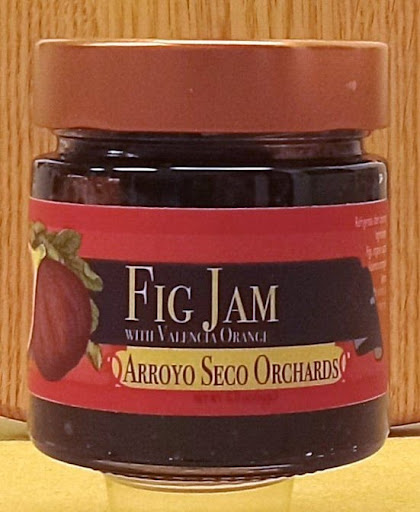 FIG JAM
WITH VALENCIA ORANGE
ARROYO SECO ORCHARDS